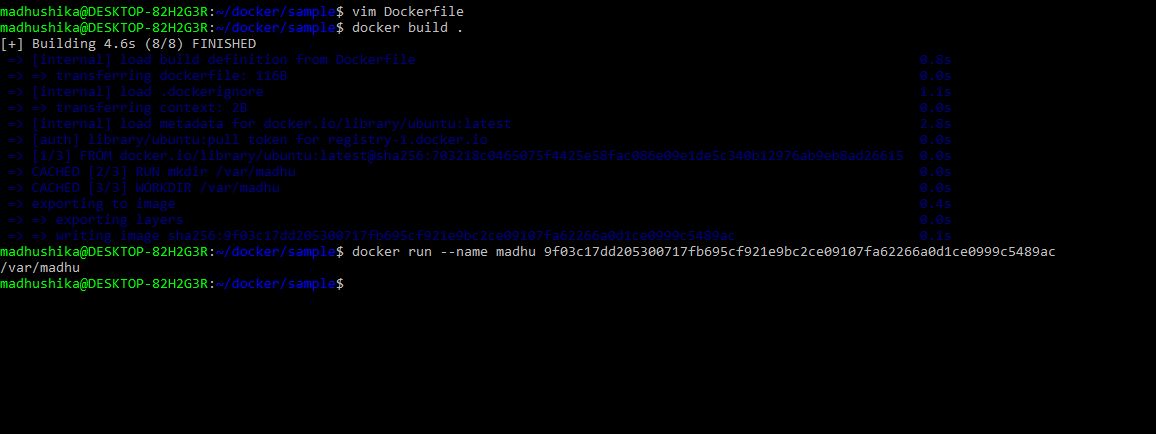 madhushika@DESKTOP-82H2G3R:~/docker/sample$ vim Dockerfile
madhushika@DESKTOP-82H2G3R:~/docker/sample$ docker build .
[+] Building 4.6s (8/8) FINISHED
=> [internal] load build definition from Dockerfile 0.8s
=> => transferring dockerfile: 116B 0.0s
=> [internal] load .dockerignore 1.1s
=> => transferring context: 2B 0.0s
=> [internal] load metadata for docker.io/library/ubuntu:latest 2.8s
=> [auth] library/ubuntu:pull token for registry-1.docker.io 0.0s
=> [1/3] FROM docker.io/library/ubuntu:latest 0.0s
=> CACHED [2/3] RUN mkdir /var/madhu 0.0s
=> CACHED [3/3] WORKDIR /var/madhu 0.0s
=> exporting to image 0.4s
=> => exporting layers 0.0s
=> => writing image sha256:9f03c17dd205300717fb695cf921e9bc2ce09107fa62266a0d1ce0999c5489ac 0.1s
madhushika@DESKTOP-82H2G3R:~/docker/sample$ docker run --name madhu 9f03c17dd205300717fb695cf921e9bc2ce09107fa62266a0d1ce0999c5489ac
/var/madhu
madhushika@DESKTOP-82H2G3R:~/docker/sample$